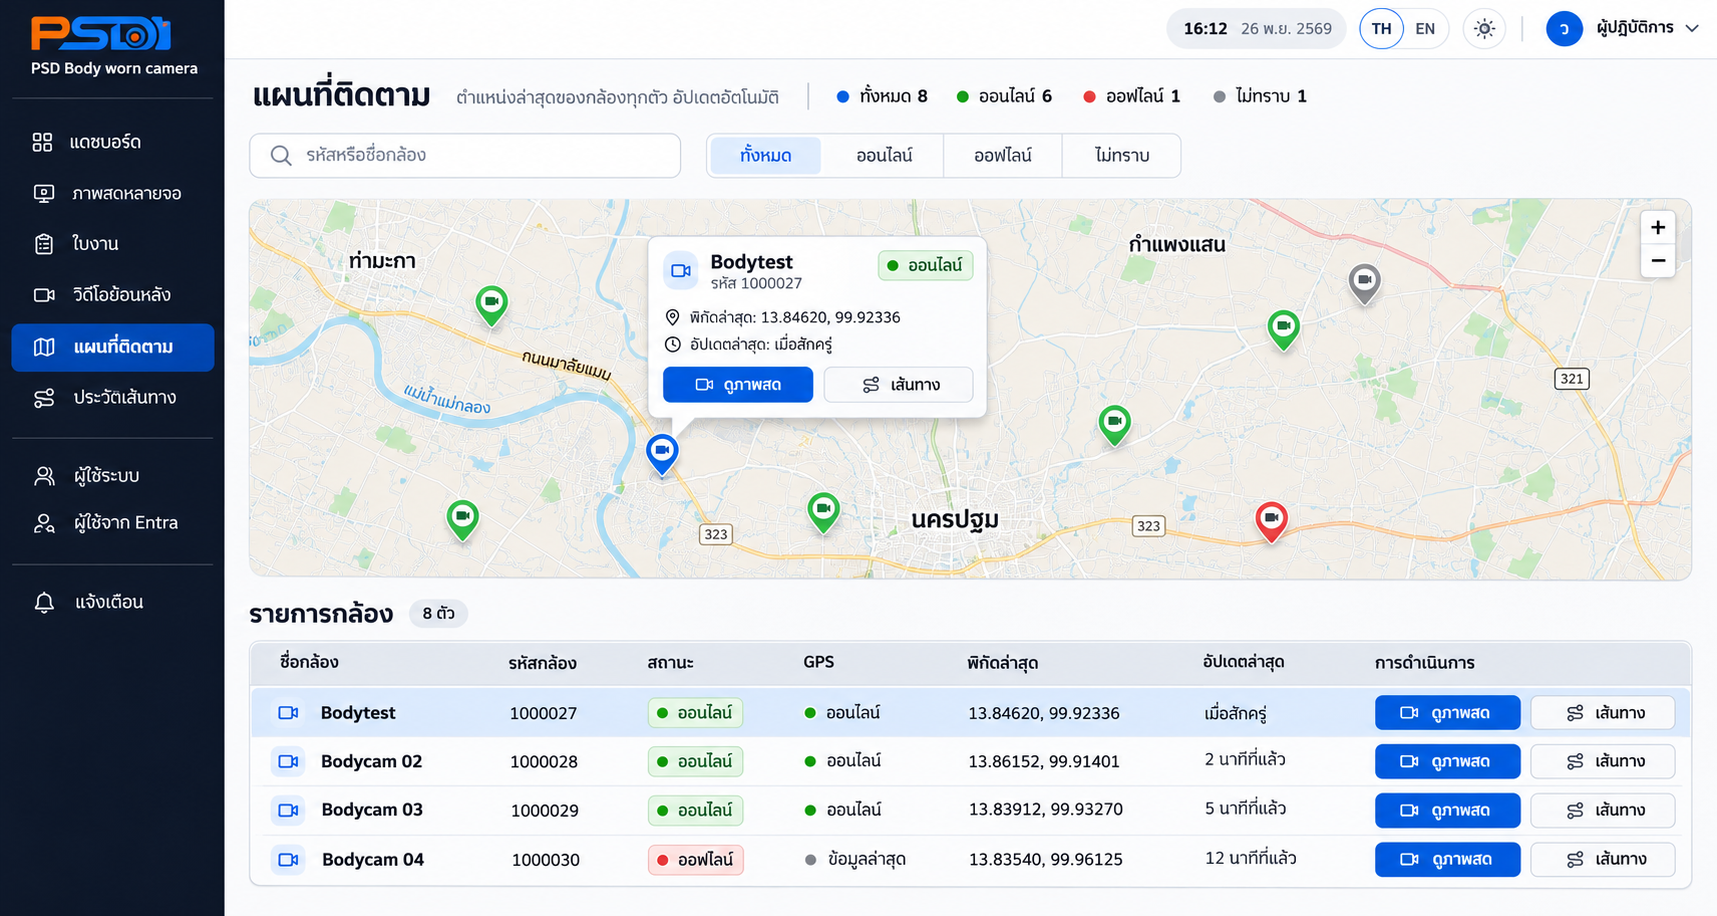 PSD
PSD Body worn camera
16:12 26 พ.ย. 2569 TH EN ว ผู้ปฏิบัติการ
แดชบอร์ด
ภาพสดหลายจอ
ใบงาน
วิดีโอย้อนหลัง
แผนที่ติดตาม
ประวัติเส้นทาง
ผู้ใช้ระบบ
ผู้ใช้จาก Entra
แจ้งเตือน
แผนที่ติดตาม ตำแหน่งล่าสุดของกล้องทุกตัว อัปเดตอัตโนมัติ ทั้งหมด 8 ออนไลน์ 6 ออฟไลน์ 1 ไม่ทราบ 1
รหัสหรือชื่อกล้อง ทั้งหมด ออนไลน์ ออฟไลน์ ไม่ทราบ
ท่ามะกา
กำแพงแสน
+
−
Bodytest ออนไลน์
รหัส 1000027
พิกัดล่าสุด: 13.84620, 99.92336
อัปเดตล่าสุด: เมื่อสักครู่
ดูภาพสด เส้นทาง
ถนนมาลัยแมน
แม่น้ำแม่กลอง
321
323
นครปฐม
323
รายการกล้อง 8 ตัว
ชื่อกล้อง รหัสกล้อง สถานะ GPS พิกัดล่าสุด อัปเดตล่าสุด การดำเนินการ
Bodytest 1000027 ออนไลน์ ออนไลน์ 13.84620, 99.92336 เมื่อสักครู่ ดูภาพสด เส้นทาง
Bodycam 02 1000028 ออนไลน์ ออนไลน์ 13.86152, 99.91401 2 นาทีที่แล้ว ดูภาพสด เส้นทาง
Bodycam 03 1000029 ออนไลน์ ออนไลน์ 13.83912, 99.93270 5 นาทีที่แล้ว ดูภาพสด เส้นทาง
Bodycam 04 1000030 ออฟไลน์ ข้อมูลล่าสุด 13.83540, 99.96125 12 นาทีที่แล้ว ดูภาพสด เส้นทาง